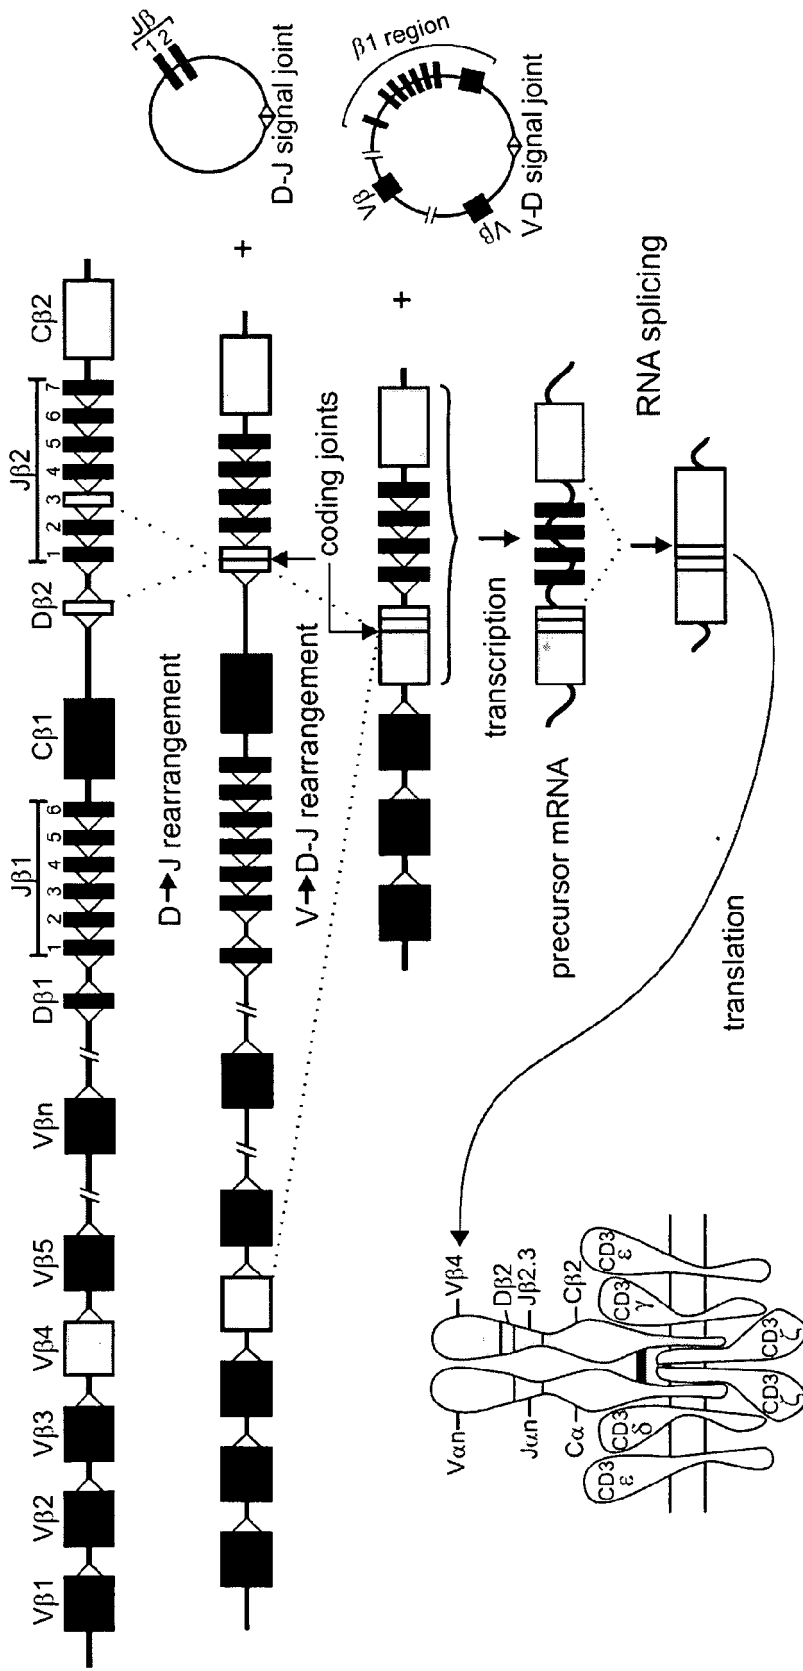 Vβ1 Vβ2 Vβ3 Vβ4 Vβ5 Vβn Dβ1 Jβ1 Cβ1 Dβ2 Jβ2 Cβ2
1 2 3 4 5 6
1 2 3 4 5 6 7
D→J rearrangement
Jβ
1 2
D-J signal joint
+
V→D-J rearrangement
coding joints
β1 region
Vβ
Vβ
V-D signal joint
+
transcription
precursor mRNA
RNA splicing
translation
Vαn
Jαn
Cα
Vβ4
Dβ2
Jβ2.3
Cβ2
CD3 ε
CD3 δ
CD3 γ
CD3 ε
CD3 ζ
CD3 ζ